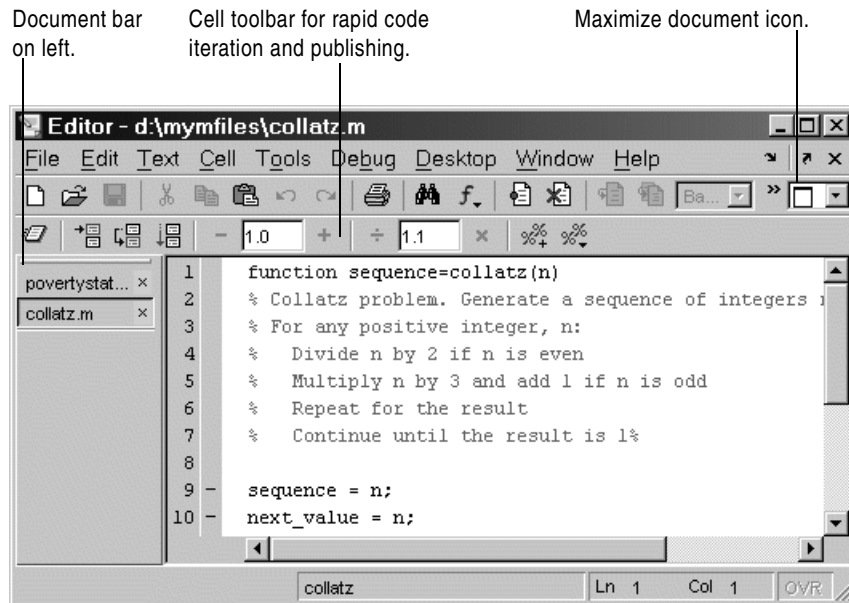 Document bar on left.
Cell toolbar for rapid code iteration and publishing.
Maximize document icon.
Editor - d:\mymfiles\collatz.m
File Edit Text Cell Tools Debug Desktop Window Help
Ba...
1.0 1.1
povertystat...
collatz.m
1 function sequence=collatz(n)
2 % Collatz problem. Generate a sequence of integers
3 % For any positive integer, n:
4 %   Divide n by 2 if n is even
5 %   Multiply n by 3 and add 1 if n is odd
6 %   Repeat for the result
7 %   Continue until the result is 1%
8
9 - sequence = n;
10 - next_value = n;
collatz Ln 1 Col 1 OVR